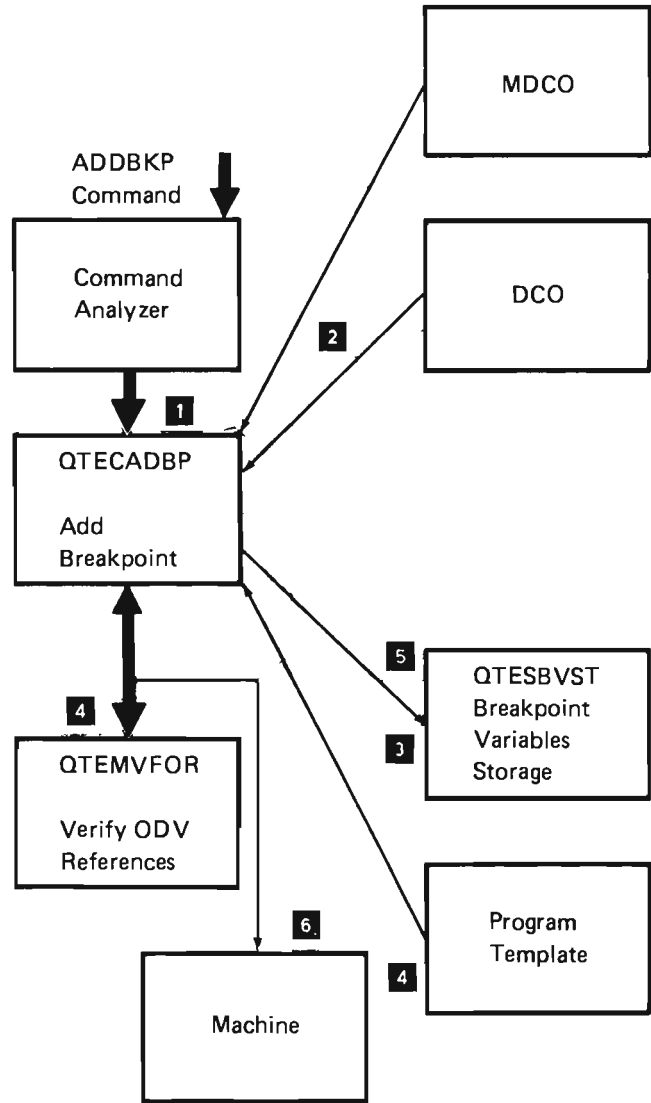 MDCO
ADDBKP
Command
Command
Analyzer
DCO
2
1
QTECADBP
Add
Breakpoint
5
QTESBVST
Breakpoint
Variables
Storage
3
4
QTEMVFOR
Verify ODV
References
Program
Template
4
6.
Machine